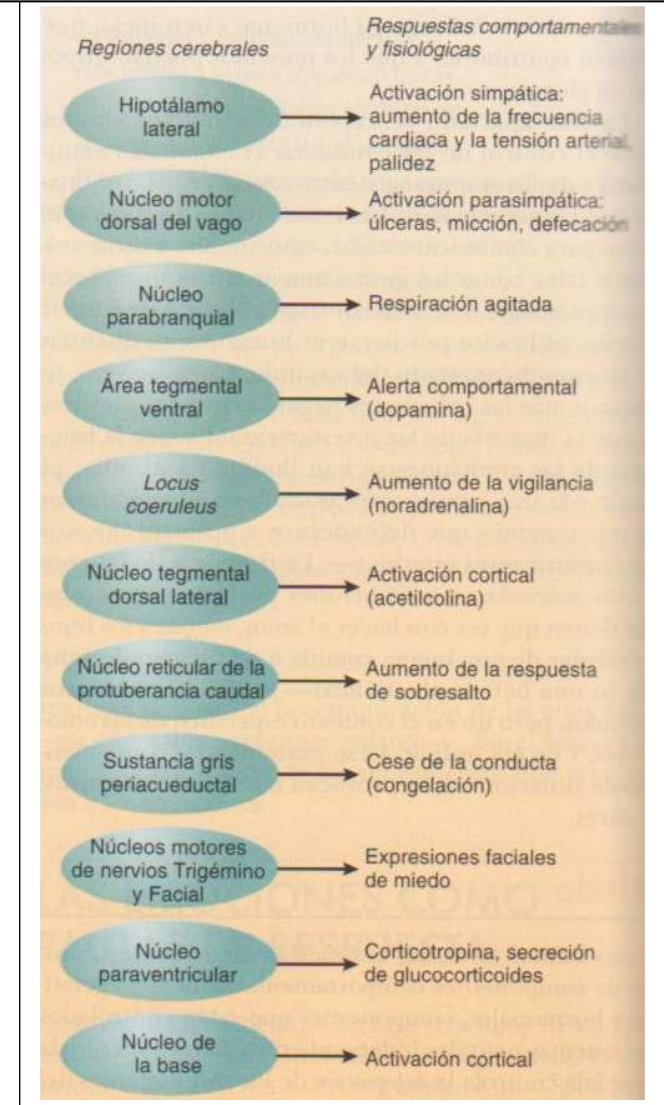 Regiones cerebrales
Respuestas comportamentales
y fisiológicas
Hipotálamo
lateral
Activación simpática:
aumento de la frecuencia
cardiaca y la tensión arterial,
palidez
Núcleo motor
dorsal del vago
Activación parasimpática:
úlceras, micción, defecación
Núcleo
parabranquial
Respiración agitada
Área tegmental
ventral
Alerta comportamental
(dopamina)
Locus
coeruleus
Aumento de la vigilancia
(noradrenalina)
Núcleo tegmental
dorsal lateral
Activación cortical
(acetilcolina)
Núcleo reticular de la
protuberancia caudal
Aumento de la respuesta
de sobresalto
Sustancia gris
periacueductal
Cese de la conducta
(congelación)
Núcleos motores
de nervios Trigémino
y Facial
Expresiones faciales
de miedo
Núcleo
paraventricular
Corticotropina, secreción
de glucocorticoides
Núcleo de
la base
Activación cortical